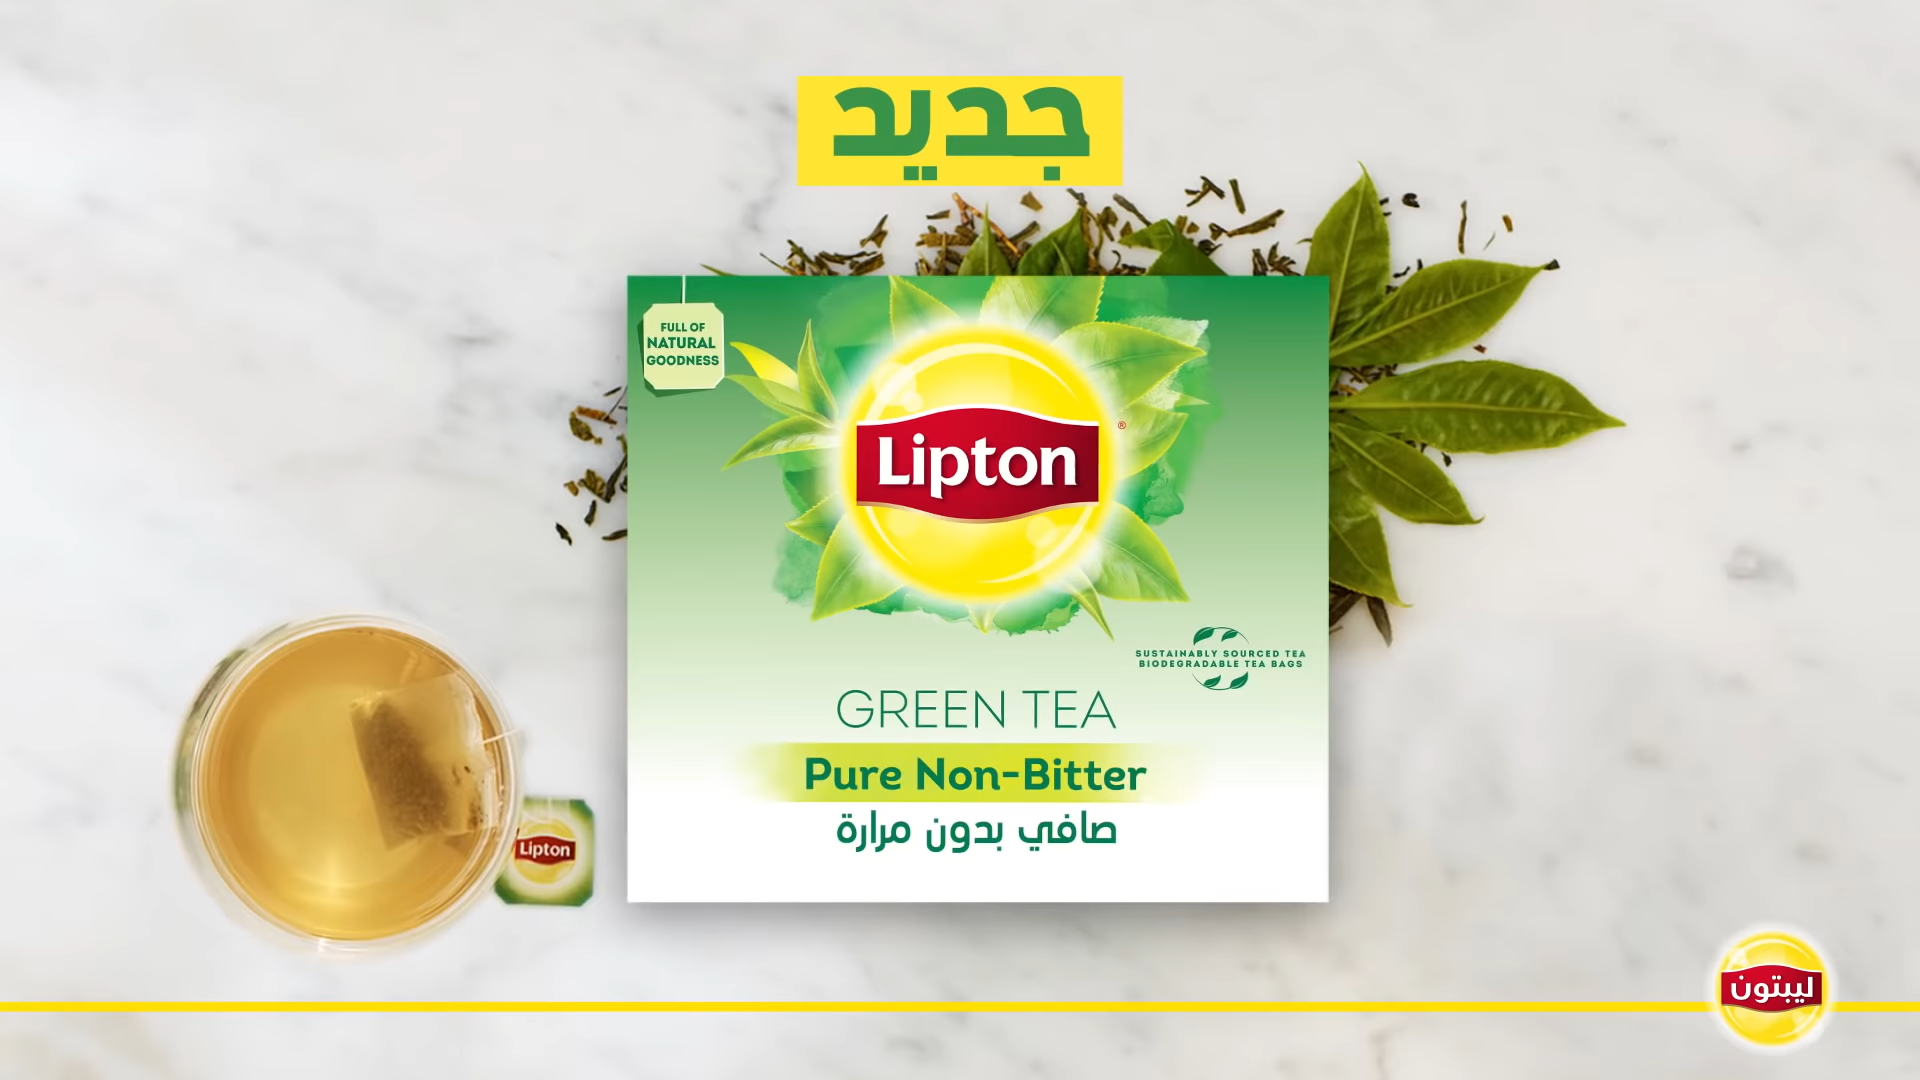 جديد
FULL OF
NATURAL
GOODNESS
Lipton
®
SUSTAINABLY SOURCED TEA
BIODEGRADABLE TEA BAGS
GREEN TEA
Pure Non-Bitter
صافي بدون مرارة
Lipton
ليبتون